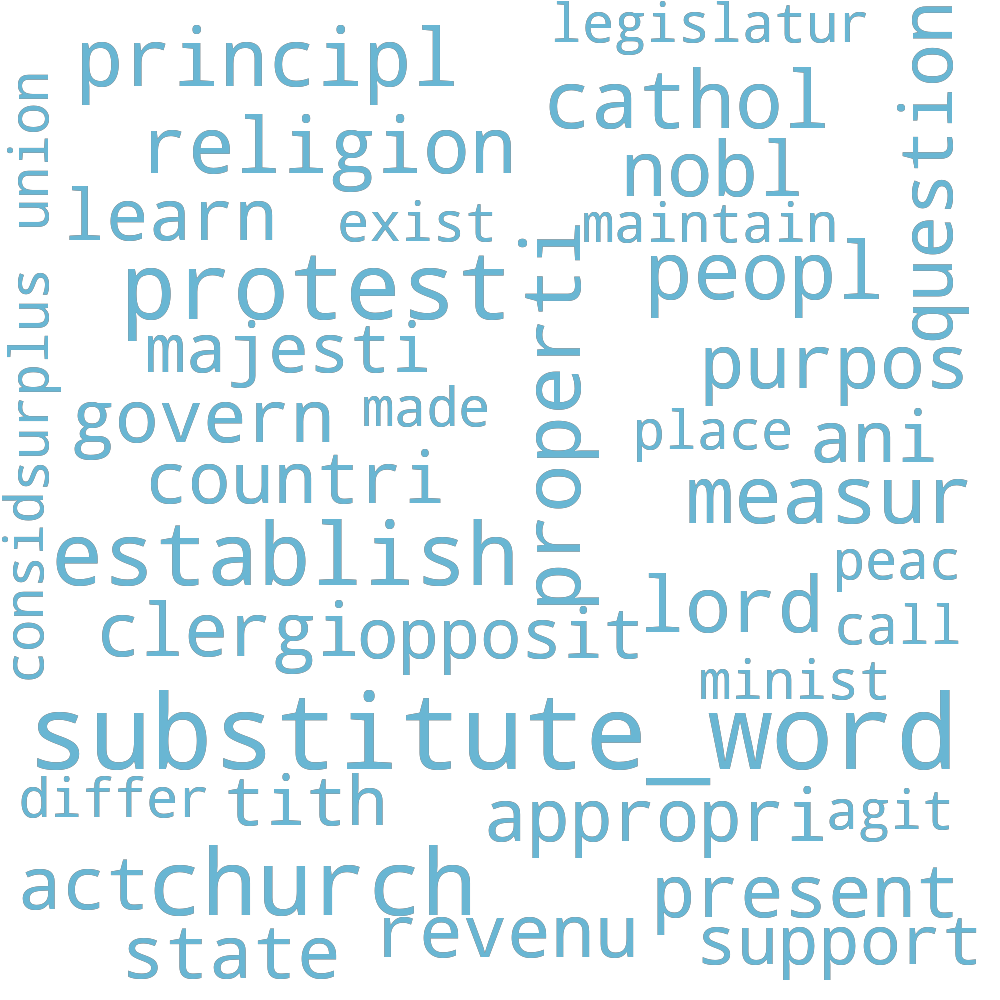 legislatur
principl
question
cathol
union
religion
nobl
learn
exist
maintain
properti
peopl
protest
surplus
majesti
purpos
govern
made
place
ani
countri
measur
consid
establish
peac
lord
clergi
opposit
call
minist
substitute_word
differ
tith
appropri
agit
act
church
present
revenu
state
support